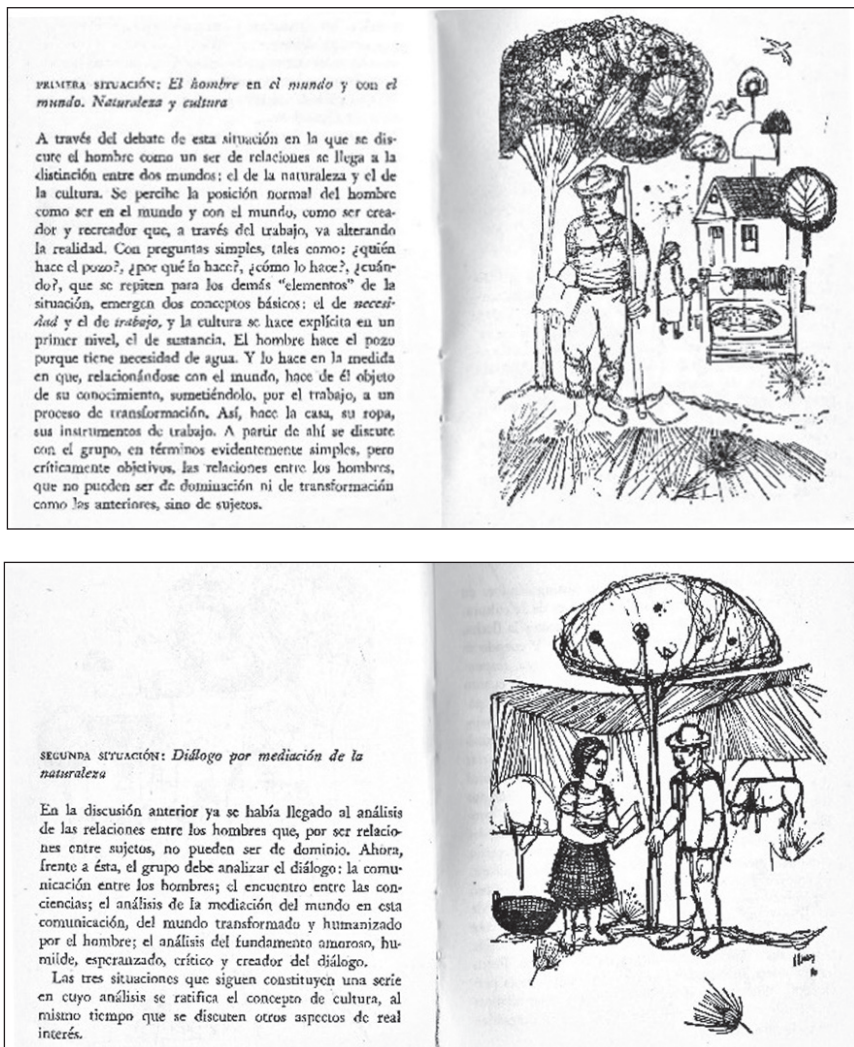 PRIMERA SITUACIÓN: El hombre en el mundo y con el
mundo. Naturaleza y cultura
A través del debate de esta situación en la que se dis-
cute el hombre como un ser de relaciones se llega a la
distinción entre dos mundos: el de la naturaleza y el de
la cultura. Se percibe la posición normal del hombre
como ser en el mundo y con el mundo, como ser crea-
dor y recreador que, a través del trabajo, va alterando
la realidad. Con preguntas simples, tales como: ¿quién
hace el pozo?, ¿por qué lo hace?, ¿cómo lo hace?, ¿cuán-
do?, que se repiten para los demás "elementos" de la
situación, emergen dos conceptos básicos: el de necesi-
dad y el de trabajo, y la cultura se hace explícita en un
primer nivel, el de sustancia. El hombre hace el pozo
porque tiene necesidad de agua. Y lo hace en la medida
en que, relacionándose con el mundo, hace de él objeto
de su conocimiento, sometiéndolo, por el trabajo, a un
proceso de transformación. Así, hace la casa, su ropa,
sus instrumentos de trabajo. A partir de ahí se discute
con el grupo, en términos evidentemente simples, pero
críticamente objetivos, las relaciones entre los hombres,
que no pueden ser de dominación ni de transformación
como las anteriores, sino de sujetos.
SEGUNDA SITUACIÓN: Diálogo por mediación de la
naturaleza
En la discusión anterior ya se había llegado al análisis
de las relaciones entre los hombres que, por ser relacio-
nes entre sujetos, no pueden ser de dominio. Ahora,
frente a ésta, el grupo debe analizar el diálogo: la comu-
nicación entre los hombres; el encuentro entre las con-
ciencias; el análisis de la mediación del mundo en esta
comunicación, del mundo transformado y humanizado
por el hombre; el análisis del fundamento amoroso, hu-
milde, esperanzado, crítico y creador del diálogo.
Las tres situaciones que siguen constituyen una serie
en cuyo análisis se ratifica el concepto de cultura, al
mismo tiempo que se discuten otros aspectos de real
interés.